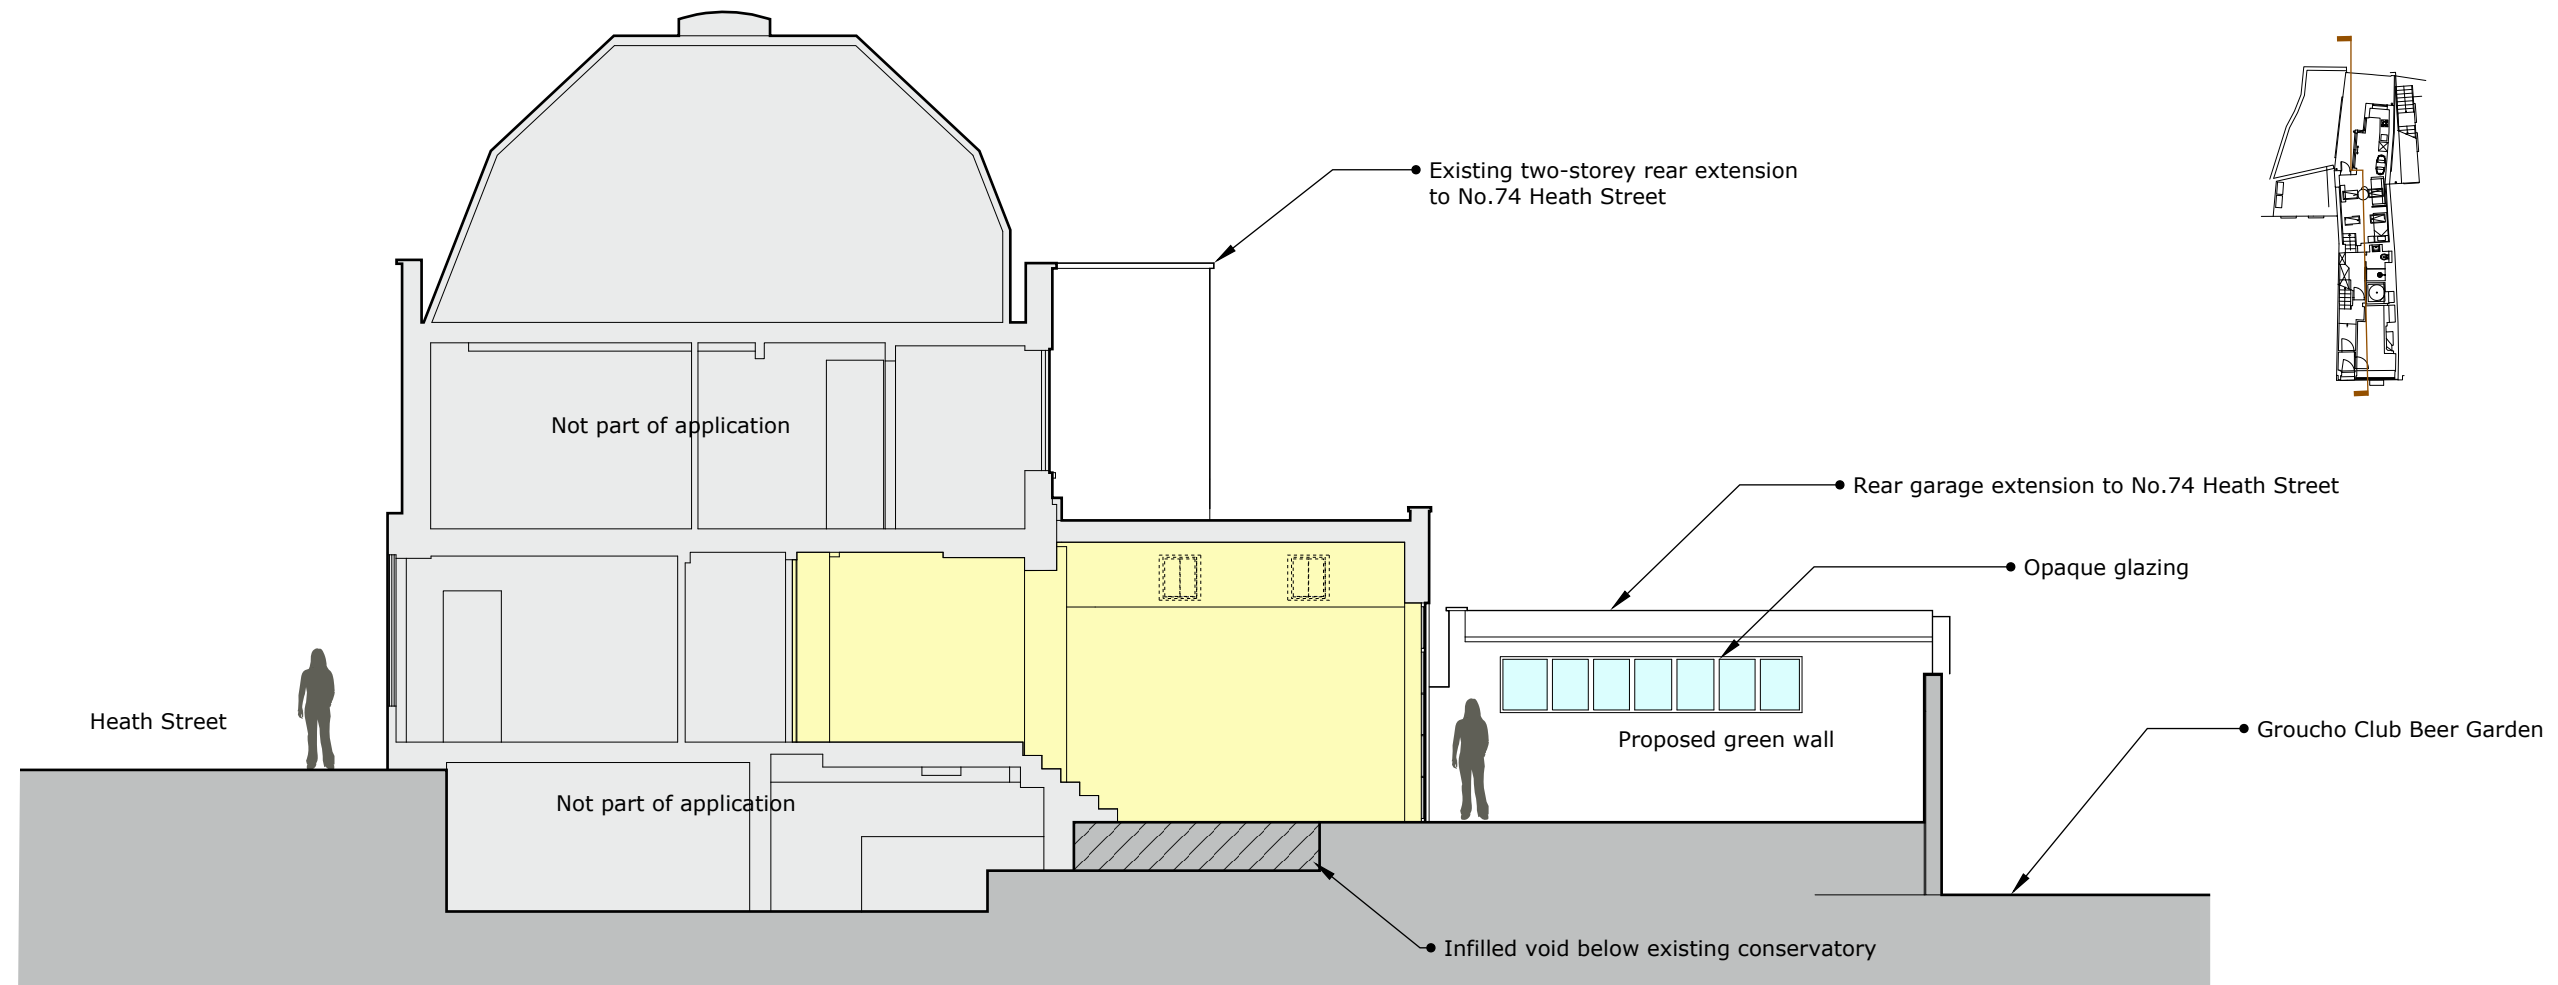 Existing two-storey rear extension
to No.74 Heath Street
Not part of application
Rear garage extension to No.74 Heath Street
Opaque glazing
Heath Street
Proposed green wall
Groucho Club Beer Garden
Not part of application
Infilled void below existing conservatory